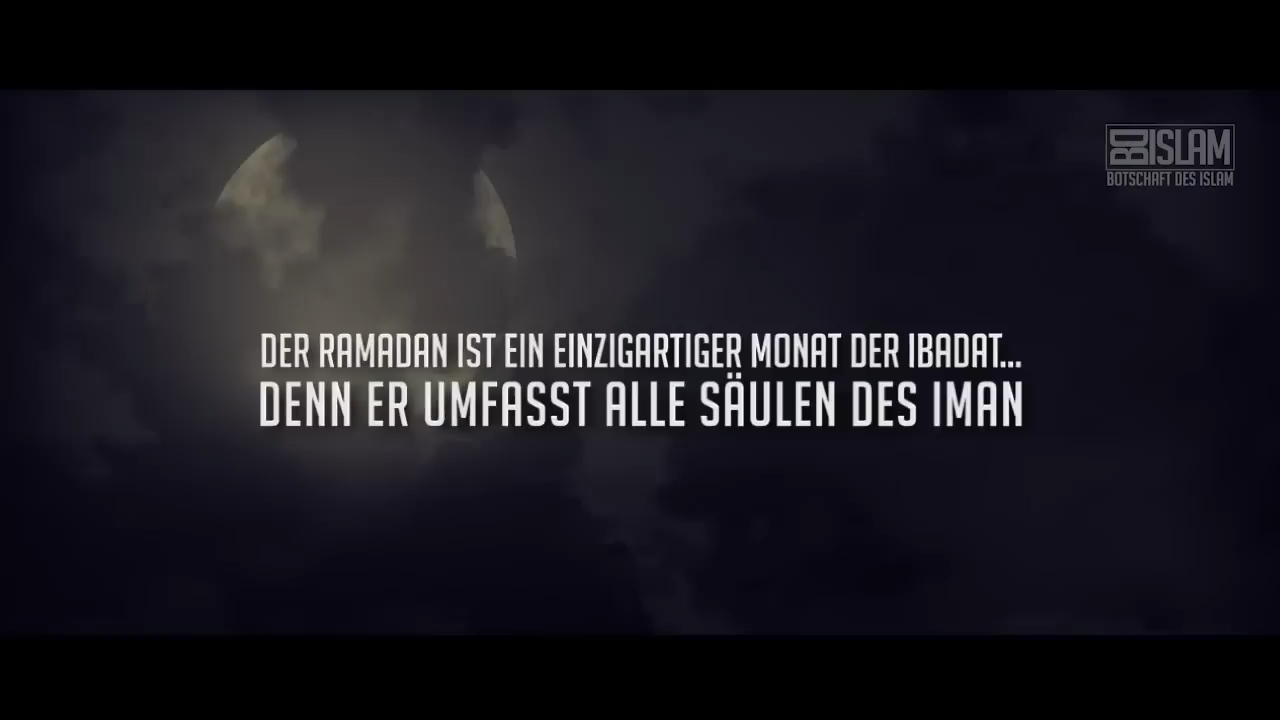 BDISLAM
BOTSCHAFT DES ISLAM
DER RAMADAN IST EIN EINZIGARTIGER MONAT DER IBADAT...
DENN ER UMFASST ALLE SÄULEN DES IMAN